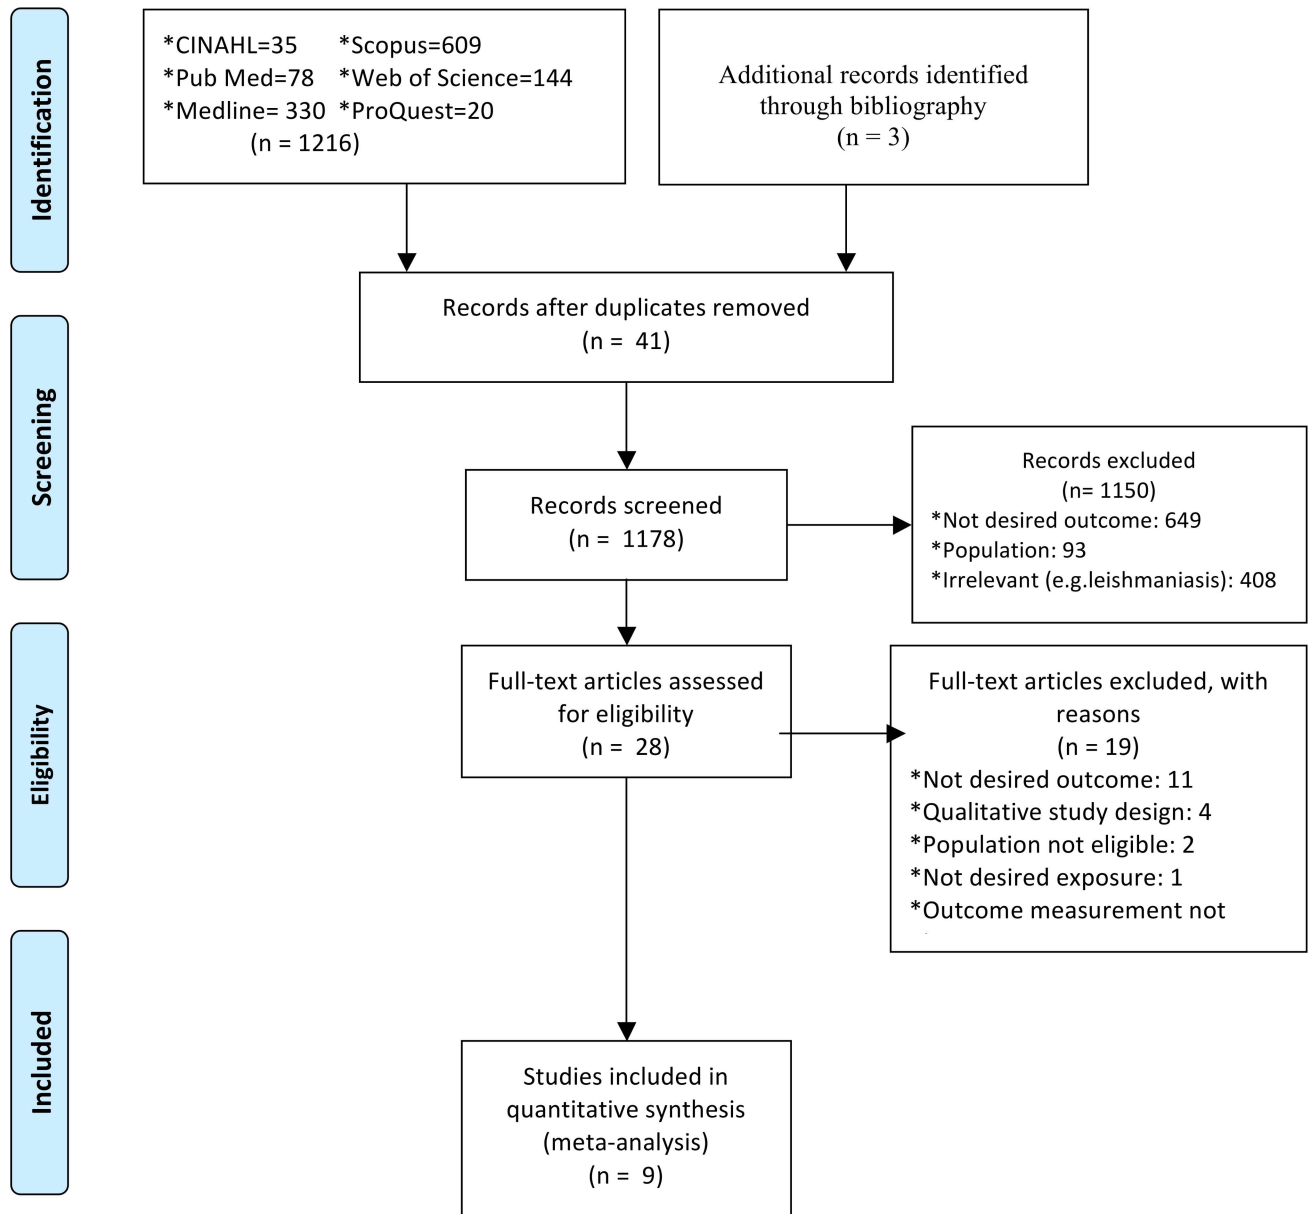 Identification
*CINAHL=35 *Scopus=609
*Pub Med=78 *Web of Science=144
*Medline= 330 *ProQuest=20
(n = 1216)
Additional records identified
through bibliography
(n = 3)
Records after duplicates removed
(n = 41)
Screening
Records screened
(n = 1178)
Records excluded
(n= 1150)
*Not desired outcome: 649
*Population: 93
*Irrelevant (e.g.leishmaniasis): 408
Eligibility
Full-text articles assessed
for eligibility
(n = 28)
Full-text articles excluded, with
reasons
(n = 19)
*Not desired outcome: 11
*Qualitative study design: 4
*Population not eligible: 2
*Not desired exposure: 1
*Outcome measurement not
Included
Studies included in
quantitative synthesis
(meta-analysis)
(n = 9)